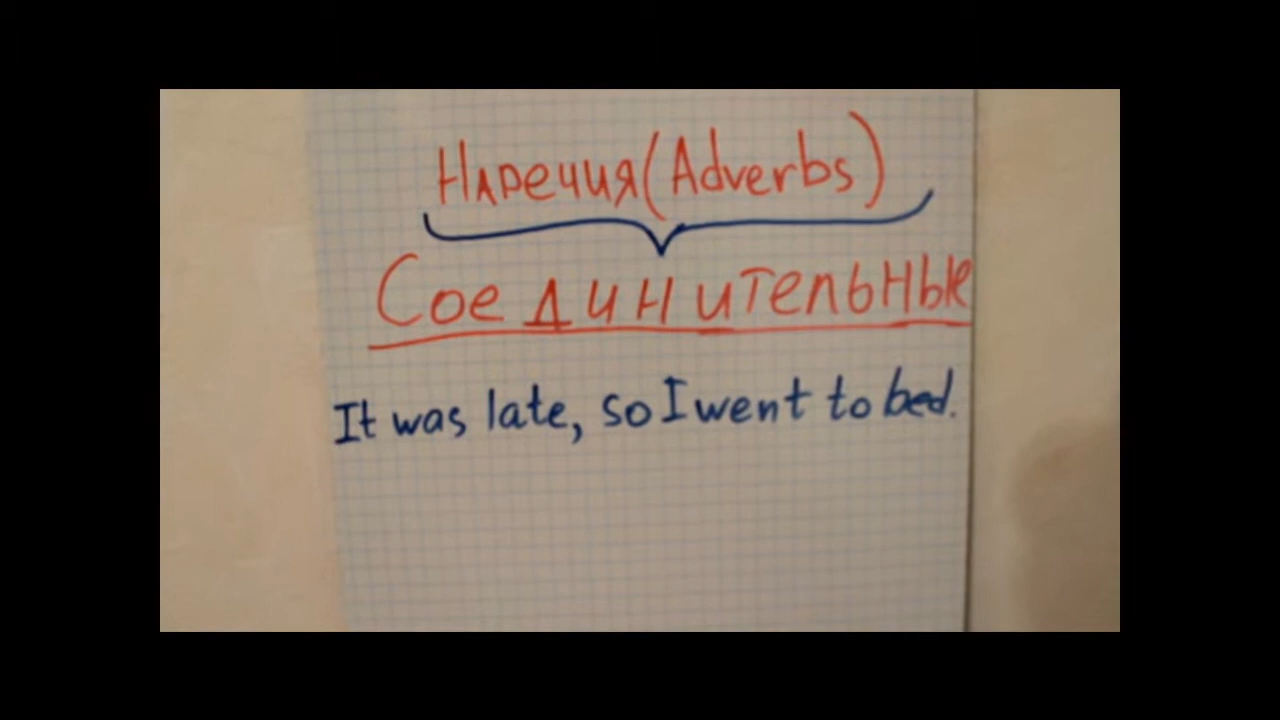 Наречия (Adverbs)
Соединительные
It was late, so I went to bed.